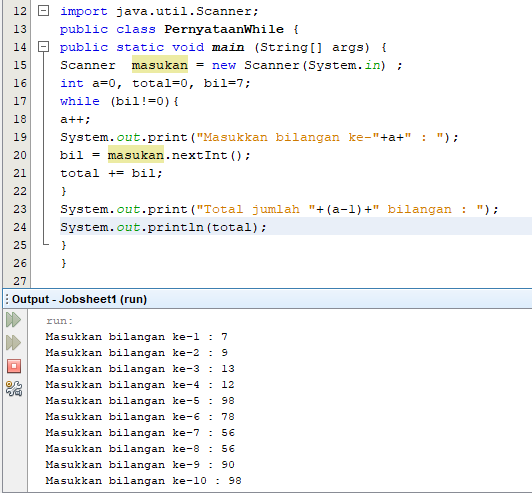 12 import java.util.Scanner;
13 public class PernyataanWhile {
14 public static void main (String[] args) {
15 Scanner  masukan = new Scanner(System.in) ;
16 int a=0, total=0, bil=7;
17 while (bil!=0){
18 a++;
19 System.out.print("Masukkan bilangan ke-"+a+" : ");
20 bil = masukan.nextInt();
21 total += bil;
22 }
23 System.out.print("Total jumlah "+(a-1)+" bilangan : ");
24 System.out.println(total);
25 }
26 }
27
Output - Jobsheet1 (run)
run:
Masukkan bilangan ke-1 : 7
Masukkan bilangan ke-2 : 9
Masukkan bilangan ke-3 : 13
Masukkan bilangan ke-4 : 12
Masukkan bilangan ke-5 : 98
Masukkan bilangan ke-6 : 78
Masukkan bilangan ke-7 : 56
Masukkan bilangan ke-8 : 56
Masukkan bilangan ke-9 : 90
Masukkan bilangan ke-10 : 98